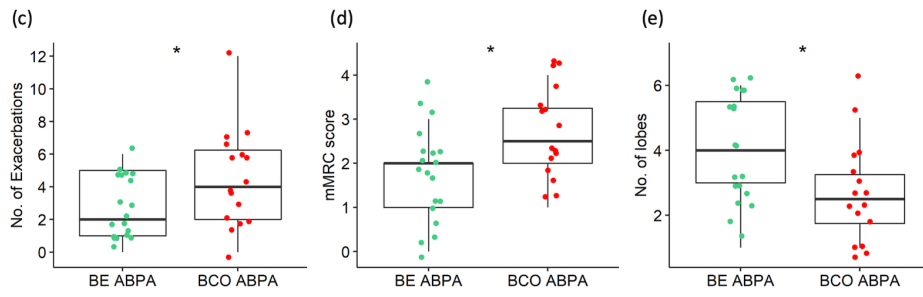 (c)
*
No. of Exacerbations
12
10
8
6
4
2
0
BE ABPA BCO ABPA
(d)
*
mMRC score
4
3
2
1
0
BE ABPA BCO ABPA
(e)
*
No. of lobes
6
4
2
BE ABPA BCO ABPA